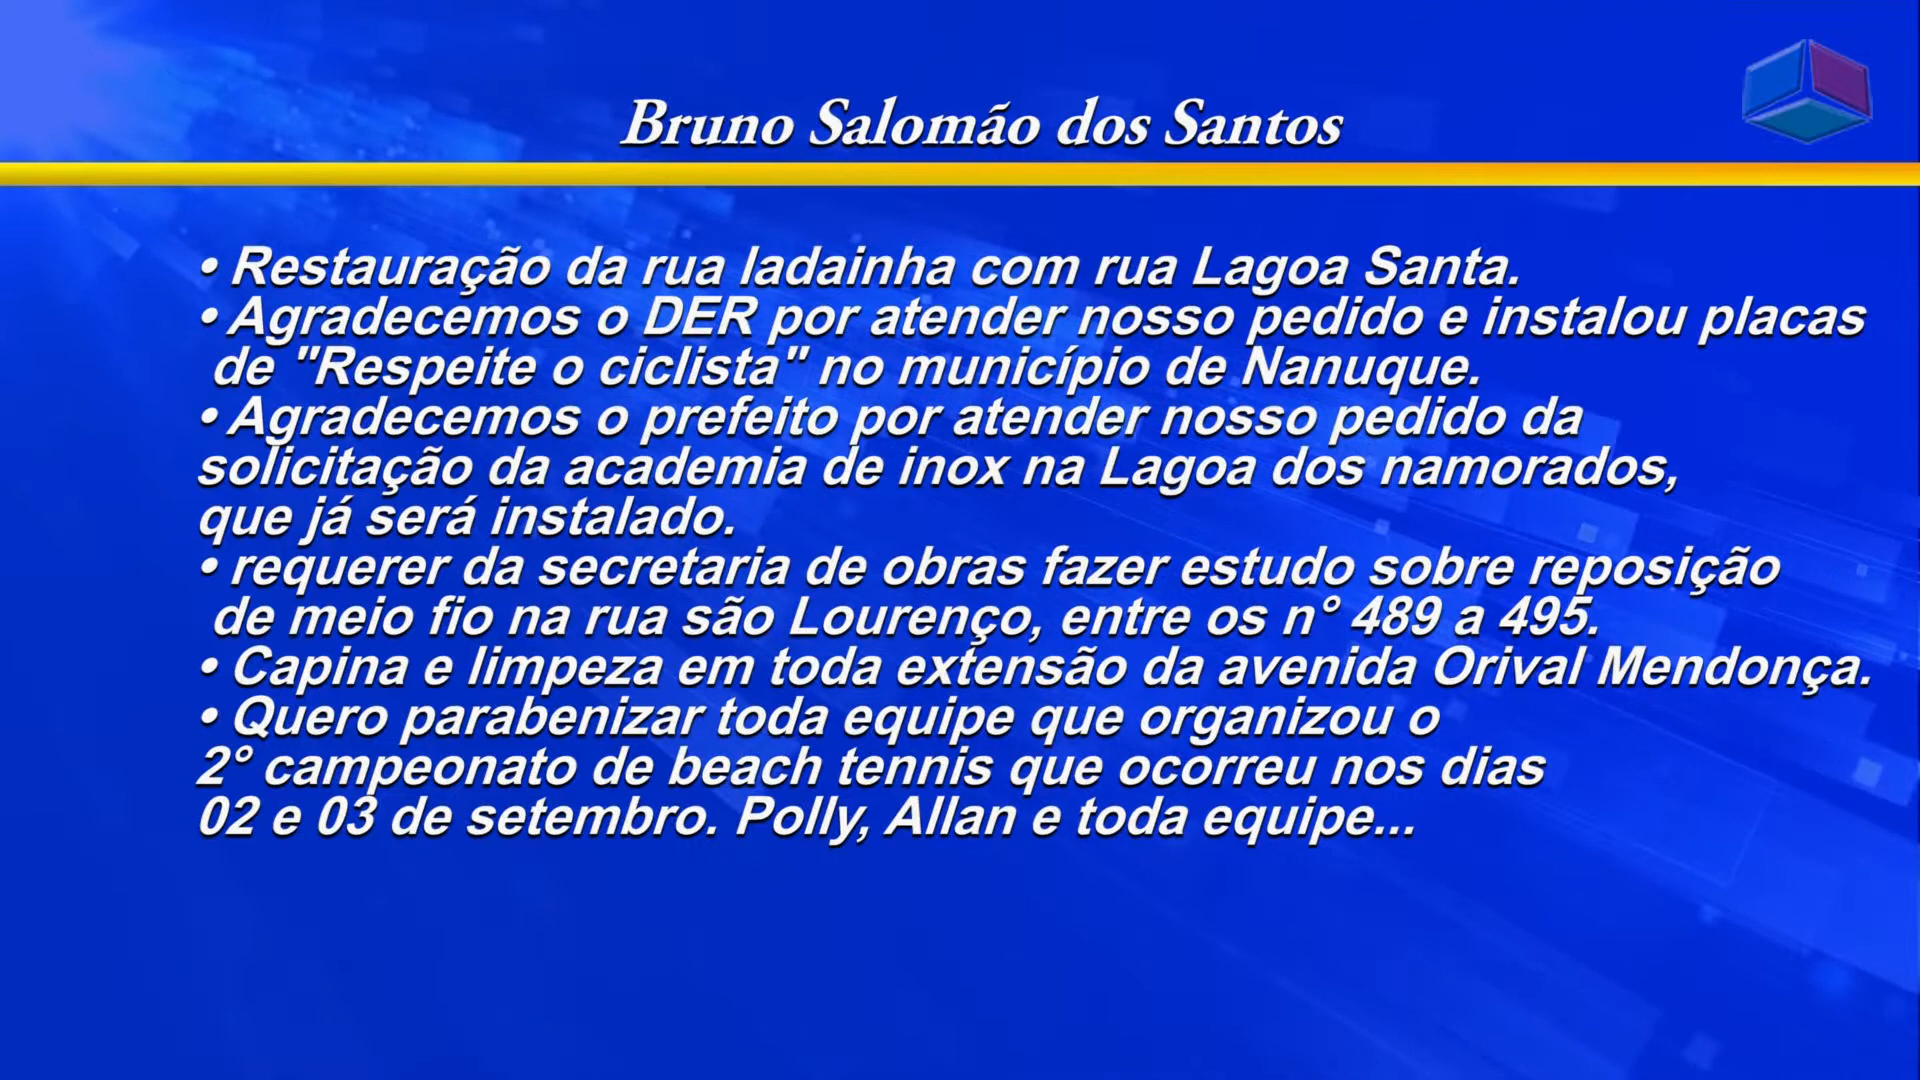 Bruno Salomão dos Santos
• Restauração da rua ladainha com rua Lagoa Santa.
• Agradecemos o DER por atender nosso pedido e instalou placas
de "Respeite o ciclista" no município de Nanuque.
• Agradecemos o prefeito por atender nosso pedido da
solicitação da academia de inox na Lagoa dos namorados,
que já será instalado.
• requerer da secretaria de obras fazer estudo sobre reposição
de meio fio na rua são Lourenço, entre os n° 489 a 495.
• Capina e limpeza em toda extensão da avenida Orival Mendonça.
• Quero parabenizar toda equipe que organizou o
2° campeonato de beach tennis que ocorreu nos dias
02 e 03 de setembro. Polly, Allan e toda equipe...